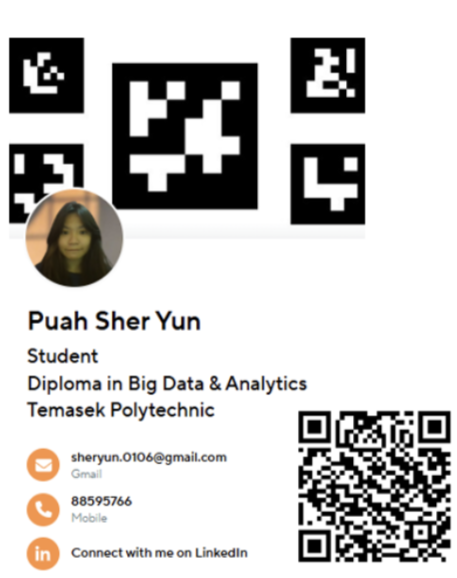 Puah Sher Yun
Student
Diploma in Big Data & Analytics
Temasek Polytechnic
sheryun.0106@gmail.com
Gmail
88595766
Mobile
in Connect with me on LinkedIn